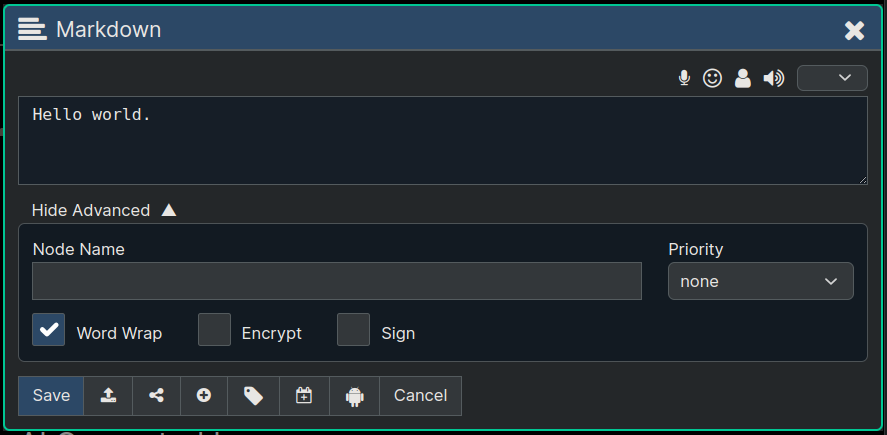 Markdown
Hello world.
Hide Advanced
Node Name
Priority
none
Word Wrap
Encrypt
Sign
Save
Cancel